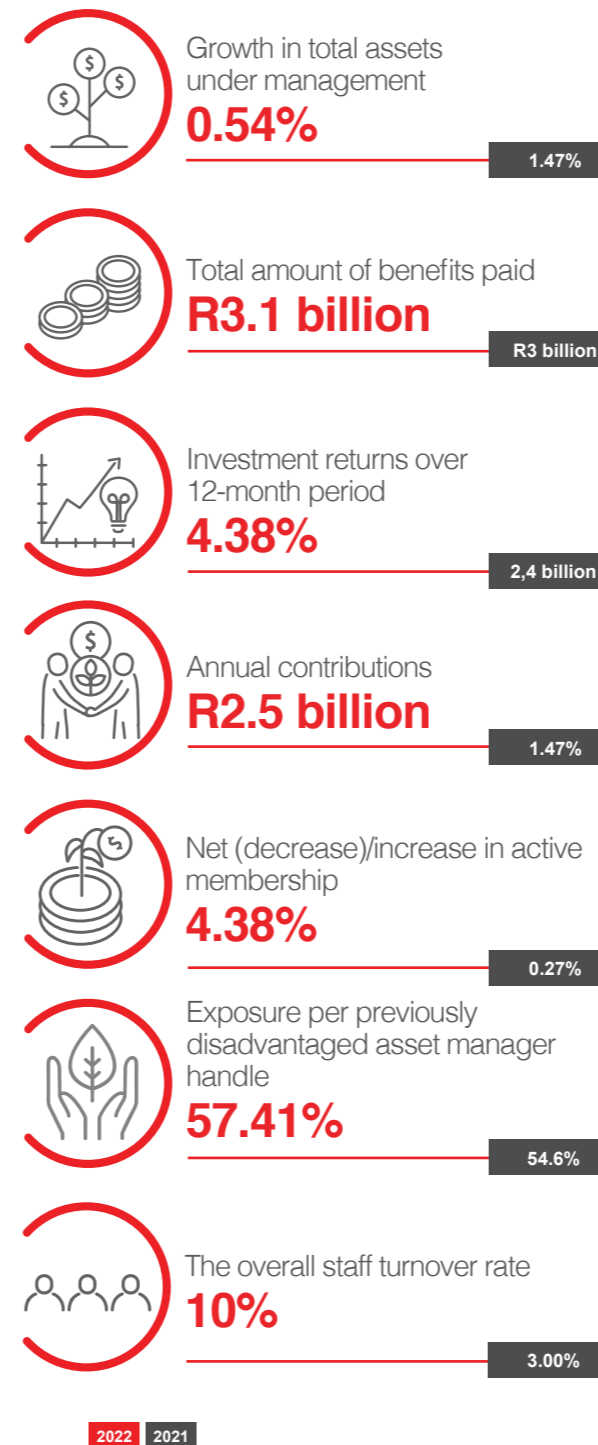 Growth in total assets
under management
0.54%
1.47%
Total amount of benefits paid
R3.1 billion
R3 billion
Investment returns over
12-month period
4.38%
2,4 billion
Annual contributions
R2.5 billion
1.47%
Net (decrease)/increase in active
membership
4.38%
0.27%
Exposure per previously
disadvantaged asset manager
handle
57.41%
54.6%
The overall staff turnover rate
10%
3.00%
2022 2021